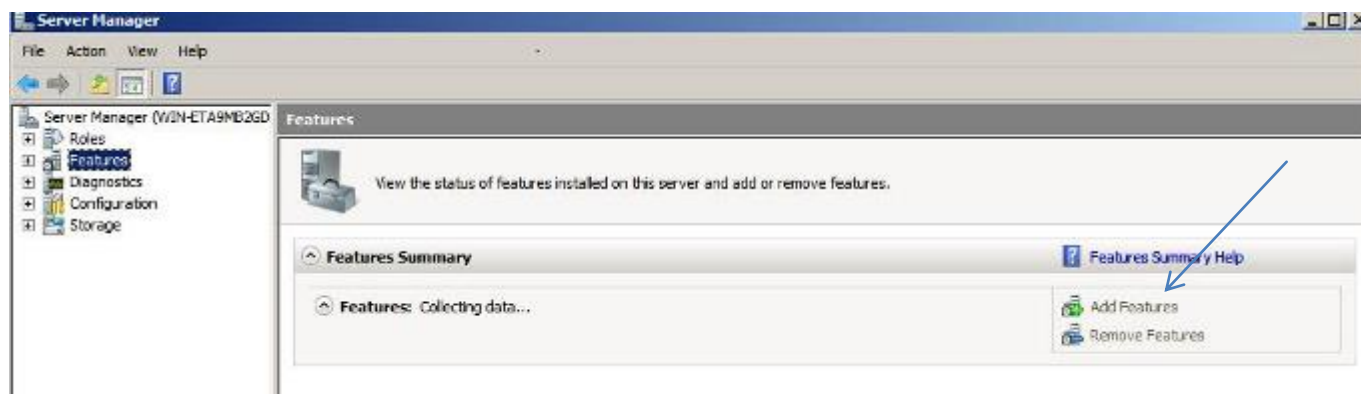 Server Manager
File Action View Help
Server Manager (WIN-ETA9MB2GD
Roles
Features
Diagnostics
Configuration
Storage
Features
View the status of features installed on this server and add or remove features.
Features Summary
Features Summary Help
Features: Collecting data...
Add Features
Remove Features